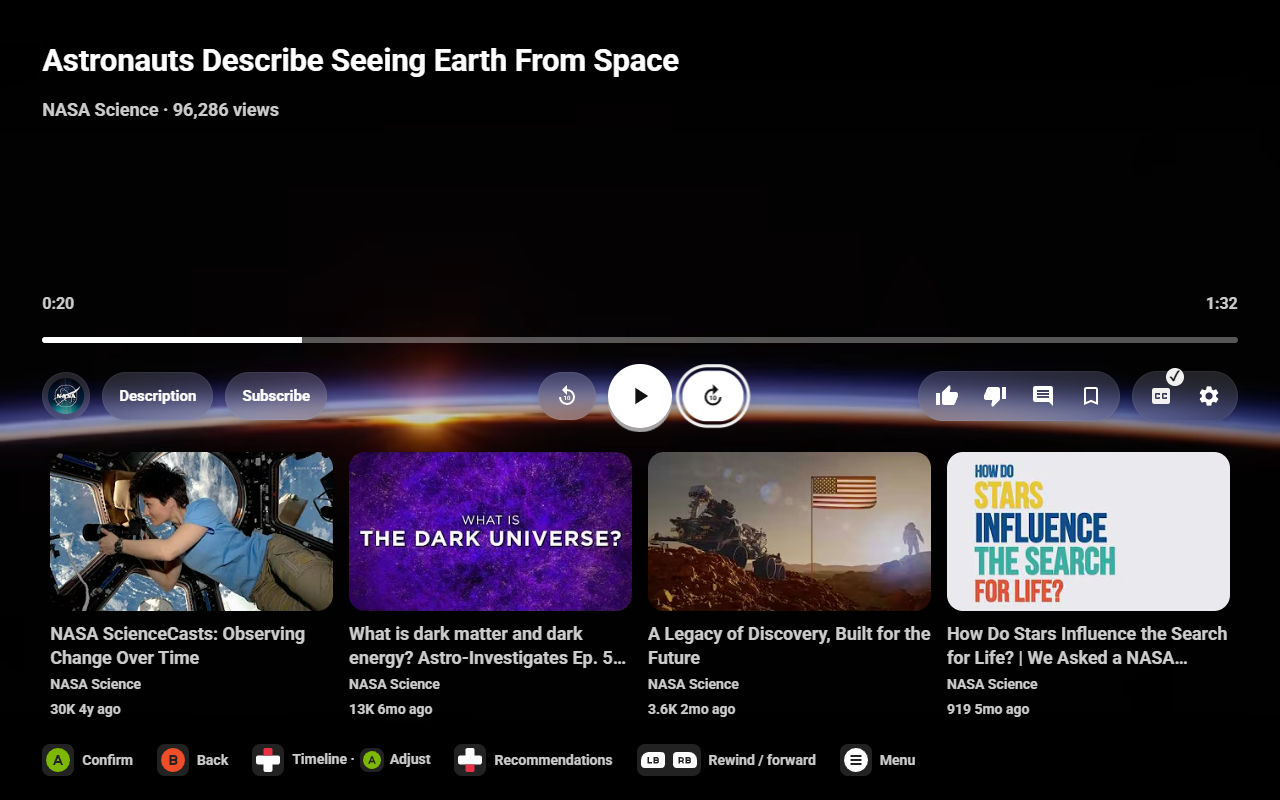 Astronauts Describe Seeing Earth From Space
NASA Science · 96,286 views
0:20
1:32
NASA
Description
Subscribe
10
10
CC
WHAT IS
THE DARK UNIVERSE?
HOW DO
STARS
INFLUENCE
THE SEARCH
FOR LIFE?
NASA ScienceCasts: Observing
Change Over Time
NASA Science
30K 4y ago
What is dark matter and dark
energy? Astro-Investigates Ep. 5...
NASA Science
13K 6mo ago
A Legacy of Discovery, Built for the
Future
NASA Science
3.6K 2mo ago
How Do Stars Influence the Search
for Life? | We Asked a NASA...
NASA Science
919 5mo ago
A Confirm
B Back
Timeline · A Adjust
Recommendations
LB RB Rewind / forward
Menu